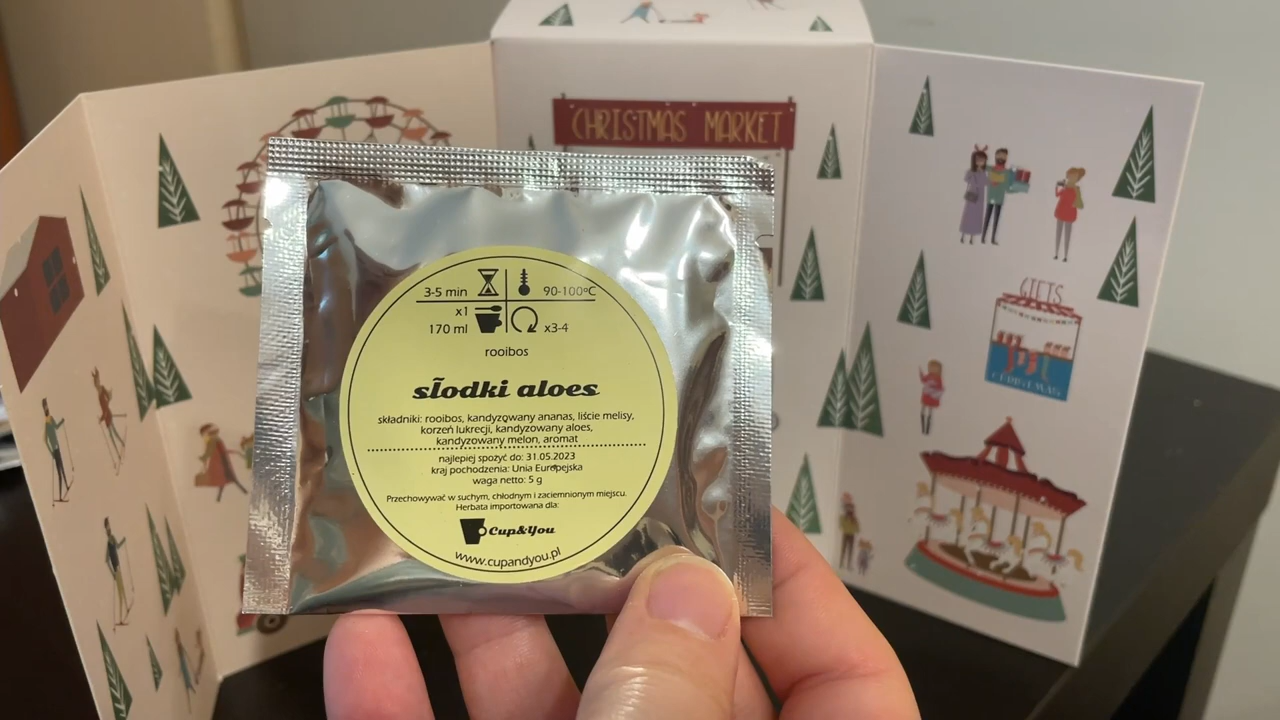 CHRISTMAS MARKET
3-5 min 90-100°C
x1
170 ml x3-4
rooibos
słodki aloes
składniki: rooibos, kandyzowany ananas, liście melisy,
korzeń lukrecji, kandyzowany aloes,
kandyzowany melon, aromat
najlepiej spożyć do: 31.05.2023
kraj pochodzenia: Unia Europejska
waga netto: 5 g
Przechowywać w suchym, chłodnym i zaciemnionym miejscu.
Herbata importowana dla:
Cup&You
www.cupandyou.pl
GIFTS
CHRISTMAS